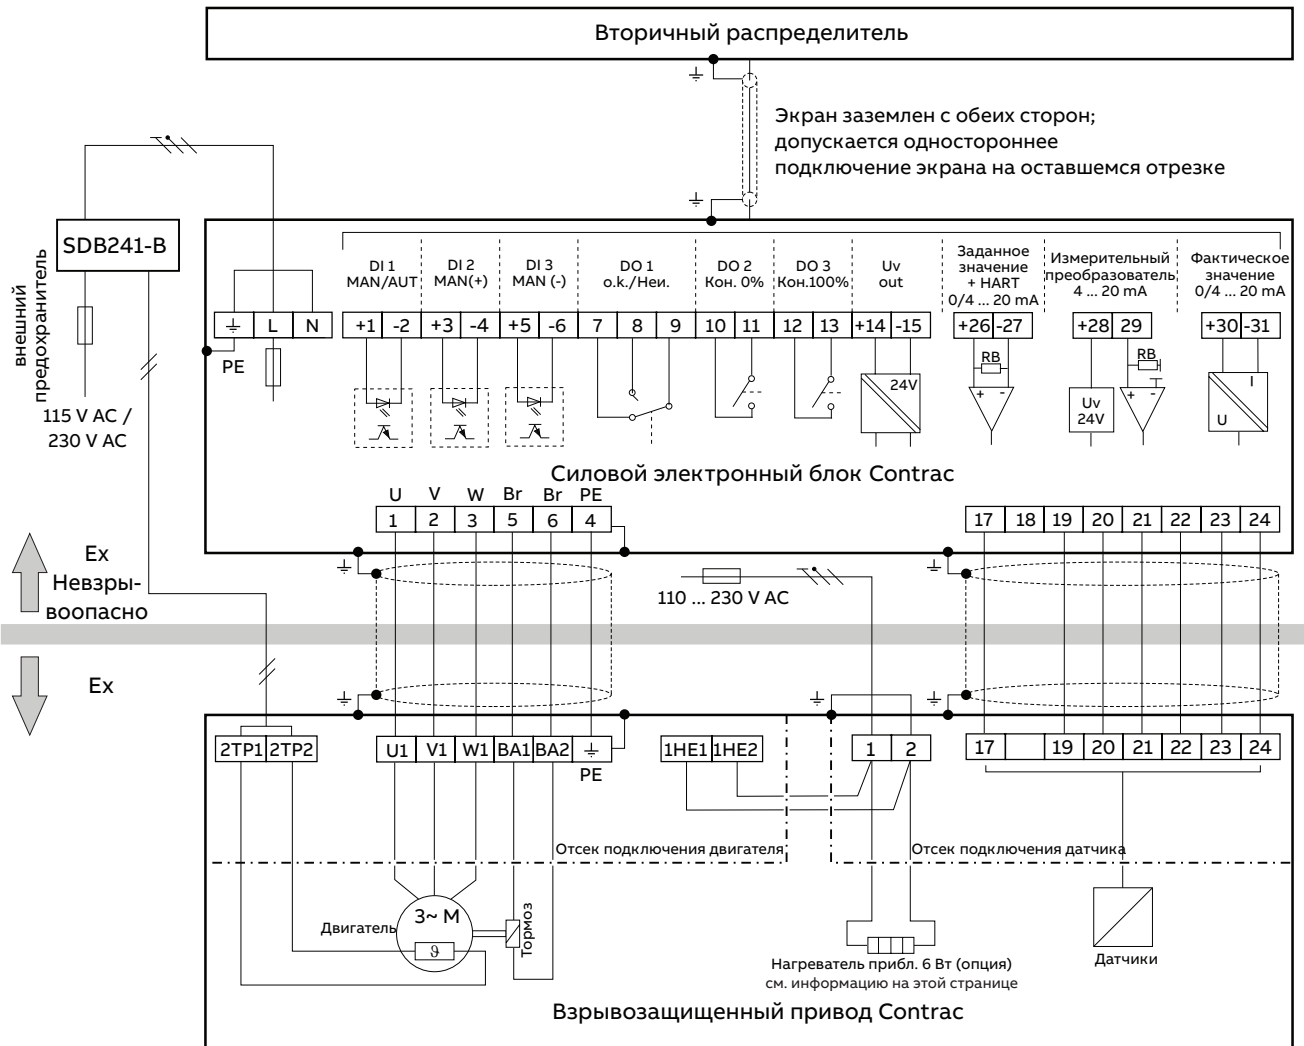 Вторичный распределитель
Экран заземлен с обеих сторон;
допускается одностороннее
подключение экрана на оставшемся отрезке
SDB241-B
внешний
предохранитель
115 V AC /
230 V AC
DI 1
MAN/AUT
DI 2
MAN(+)
DI 3
MAN (-)
DO 1
o.k./Неи.
DO 2
Кон. 0%
DO 3
Кон.100%
Uv
out
Заданное
значение
+ HART
0/4 ... 20 mA
Измерительный
преобразователь
4 ... 20 mA
Фактическое
значение
0/4 ... 20 mA
L N
+1 -2 +3 -4 +5 -6 7 8 9 10 11 12 13 +14 -15 +26 -27 +28 29 +30 -31
PE
RB
RB
24V
+ -
Uv
24V
+ -
I
U
Силовой электронный блок Contrac
U V W Br Br PE
1 2 3 5 6 4
17 18 19 20 21 22 23 24
Ex
Невзры-
воопасно
110 ... 230 V AC
Ex
2TP1 2TP2
U1 V1 W1 BA1 BA2
PE
1HE1 1HE2
1 2
17 19 20 21 22 23 24
Отсек подключения двигателя
Отсек подключения датчика
3~ M
Двигатель
ϑ
Тормоз
Нагреватель прибл. 6 Вт (опция)
см. информацию на этой странице
Датчики
Взрывозащищенный привод Contrac